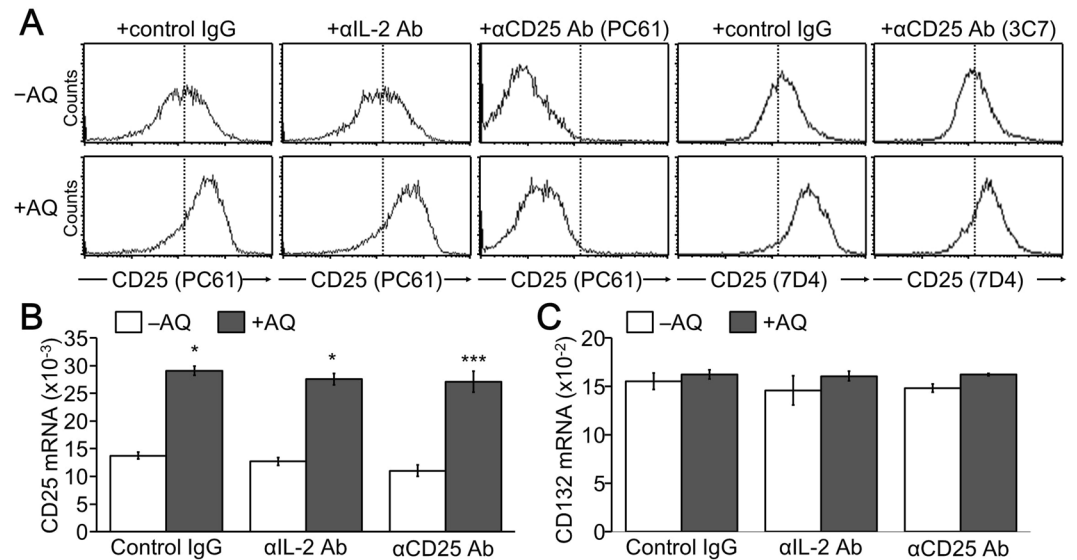 A
+control IgG +αIL-2 Ab +αCD25 Ab (PC61) +control IgG +αCD25 Ab (3C7)
−AQ
Counts
+AQ
Counts
CD25 (PC61) CD25 (PC61) CD25 (PC61) CD25 (7D4) CD25 (7D4)
B
–AQ +AQ
CD25 mRNA (x10-3)
35
30
25
20
15
10
5
0
* * ***
Control IgG αIL-2 Ab αCD25 Ab
C
–AQ +AQ
CD132 mRNA (x10-2)
20
15
10
5
0
Control IgG αIL-2 Ab αCD25 Ab